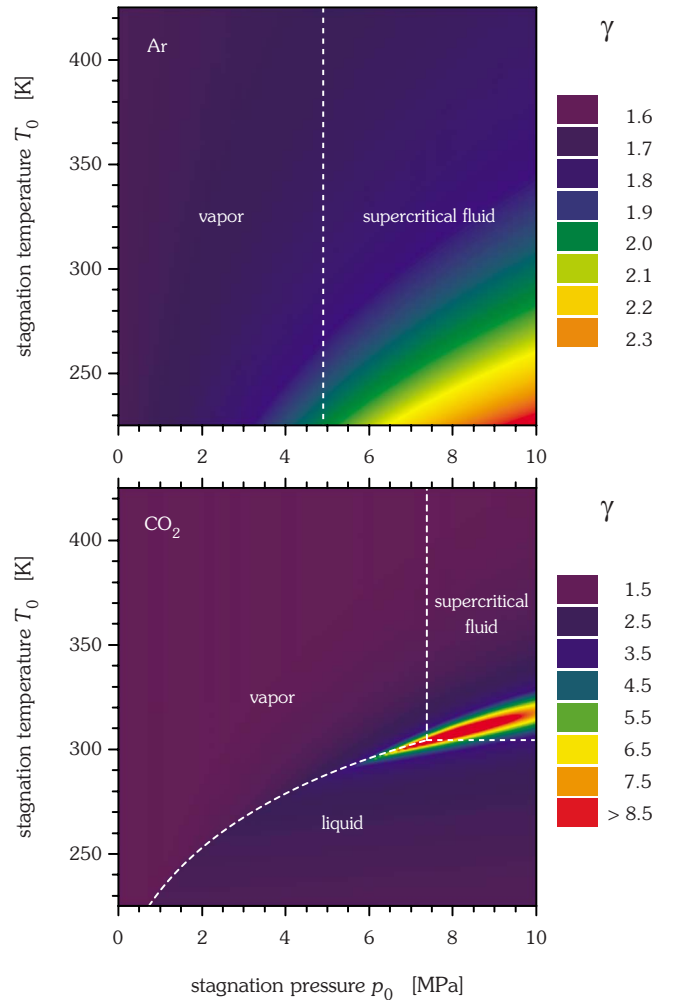 Ar
γ
stagnation temperature T₀ [K]
400
350
300
250
vapor
supercritical fluid
1.6
1.7
1.8
1.9
2.0
2.1
2.2
2.3
0
2
4
6
8
10
CO₂
γ
stagnation temperature T₀ [K]
400
350
300
250
supercritical
fluid
vapor
liquid
1.5
2.5
3.5
4.5
5.5
6.5
7.5
> 8.5
0
2
4
6
8
10
stagnation pressure p₀ [MPa]